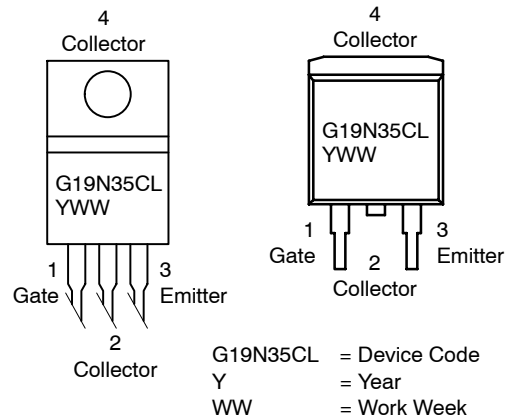 4
Collector
G19N35CL
YWW
1
Gate
3
Emitter
2
Collector
4
Collector
G19N35CL
YWW
1
Gate
3
Emitter
2
Collector
G19N35CL = Device Code
Y = Year
WW = Work Week